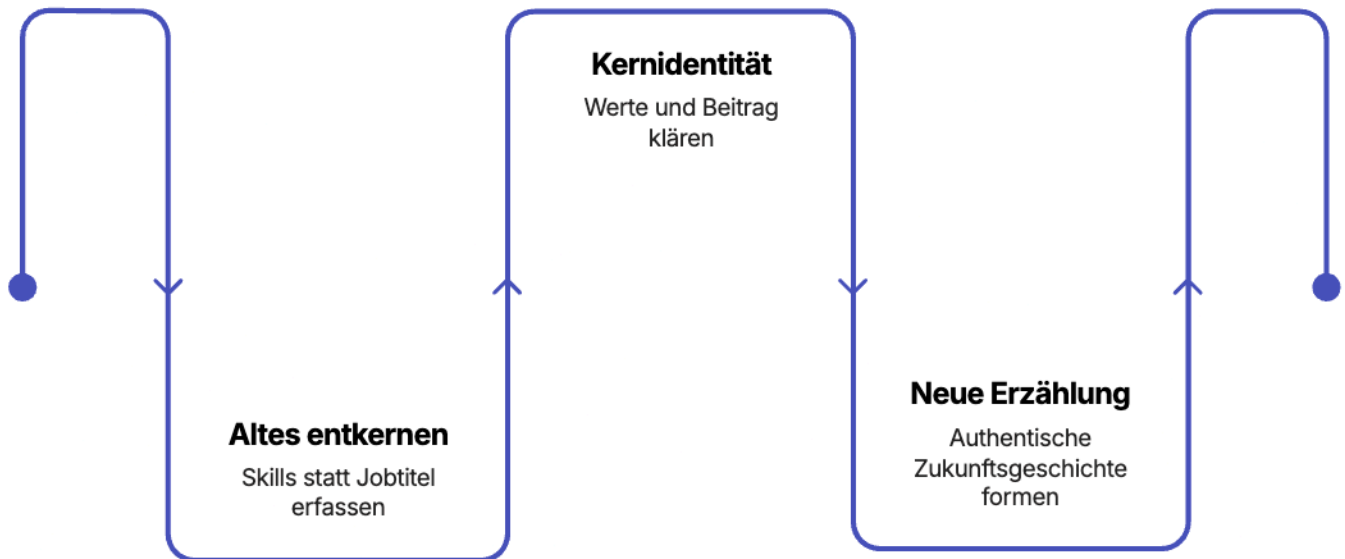 Kernidentität
Werte und Beitrag
klären
Altes entkernen
Skills statt Jobtitel
erfassen
Neue Erzählung
Authentische
Zukunftsgeschichte
formen